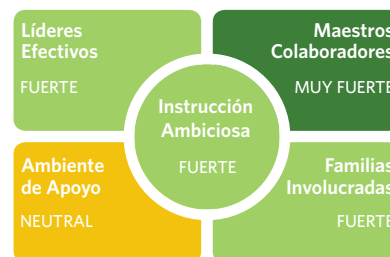 Líderes
Efectivos
FUERTE
Maestros
Colaboradores
MUY FUERTE
Instrucción
Ambiciosa
FUERTE
Ambiente
de Apoyo
NEUTRAL
Familias
Involucradas
FUERTE